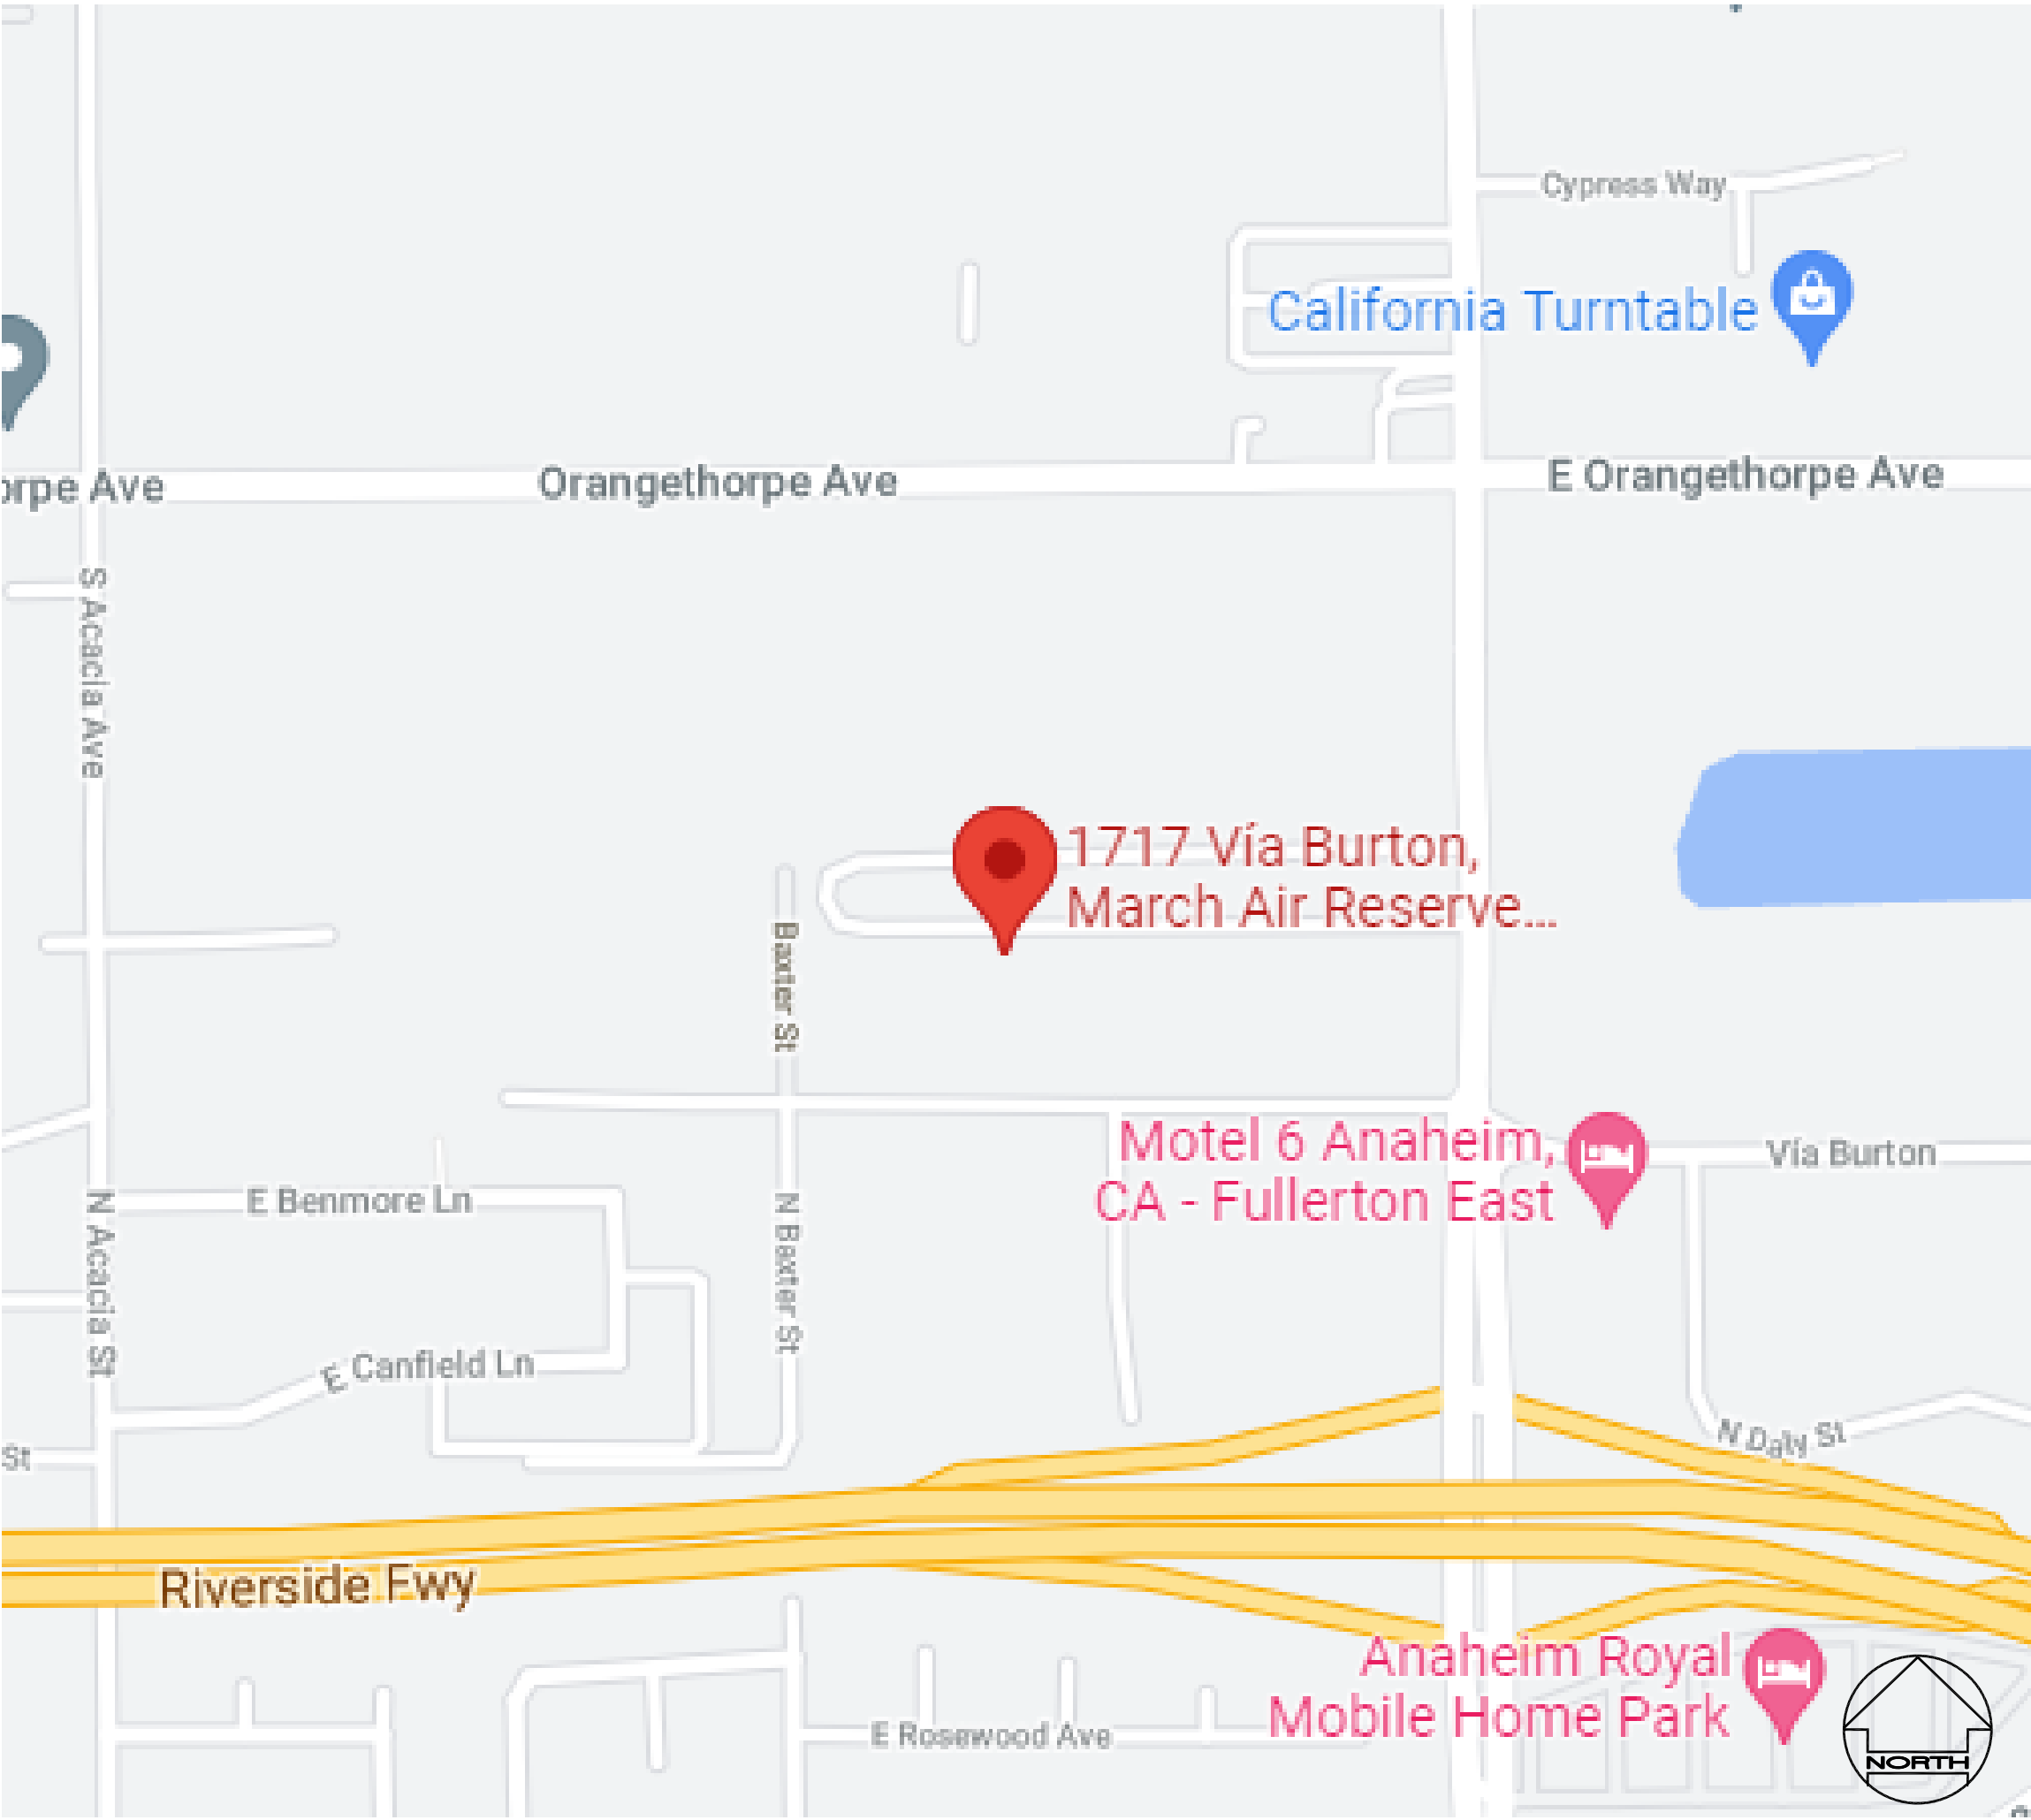 Cypress Way
California Turntable
orpe Ave
Orangethorpe Ave
E Orangethorpe Ave
S Acacia Ave
1717 Vía Burton,
March Air Reserve...
Baxter St
Motel 6 Anaheim,
CA - Fullerton East
Vía Burton
E Benmore Ln
N Acacia St
N Baxter St
E Canfield Ln
N Daly St
St
Riverside Fwy
Anaheim Royal
Mobile Home Park
E Rosewood Ave
NORTH